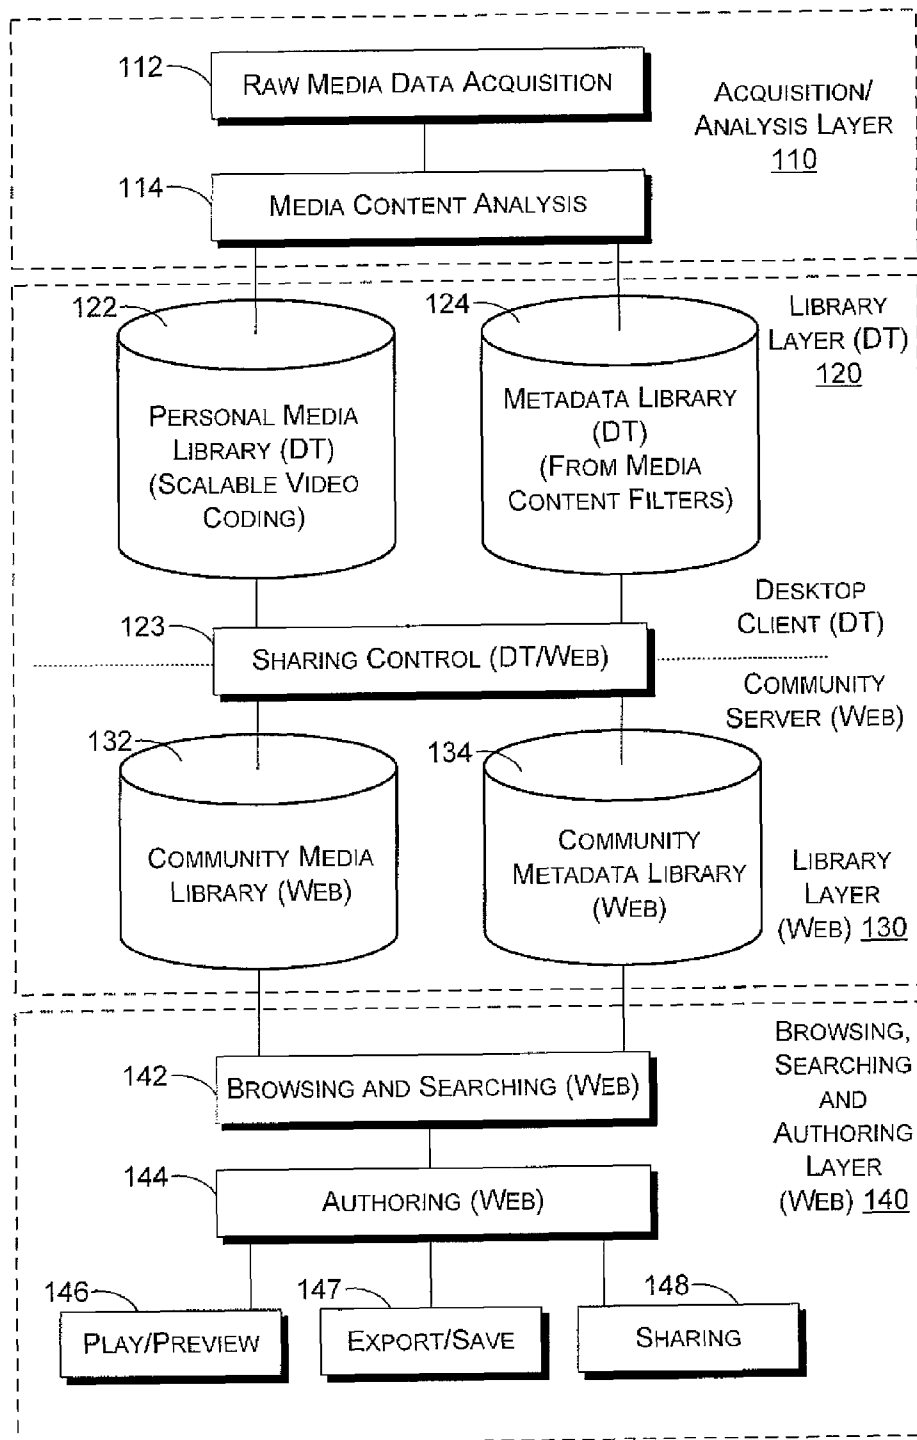 112
RAW MEDIA DATA ACQUISITION
ACQUISITION/
ANALYSIS LAYER
110
114
MEDIA CONTENT ANALYSIS
122
124
LIBRARY
LAYER (DT)
120
PERSONAL MEDIA
LIBRARY (DT)
(SCALABLE VIDEO
CODING)
METADATA LIBRARY
(DT)
(FROM MEDIA
CONTENT FILTERS)
DESKTOP
CLIENT (DT)
123
SHARING CONTROL (DT/WEB)
COMMUNITY
SERVER (WEB)
132
134
COMMUNITY MEDIA
LIBRARY (WEB)
COMMUNITY
METADATA LIBRARY
(WEB)
LIBRARY
LAYER
(WEB) 130
BROWSING,
SEARCHING
AND
AUTHORING
LAYER
(WEB) 140
142
BROWSING AND SEARCHING (WEB)
144
AUTHORING (WEB)
146
PLAY/PREVIEW
147
EXPORT/SAVE
148
SHARING